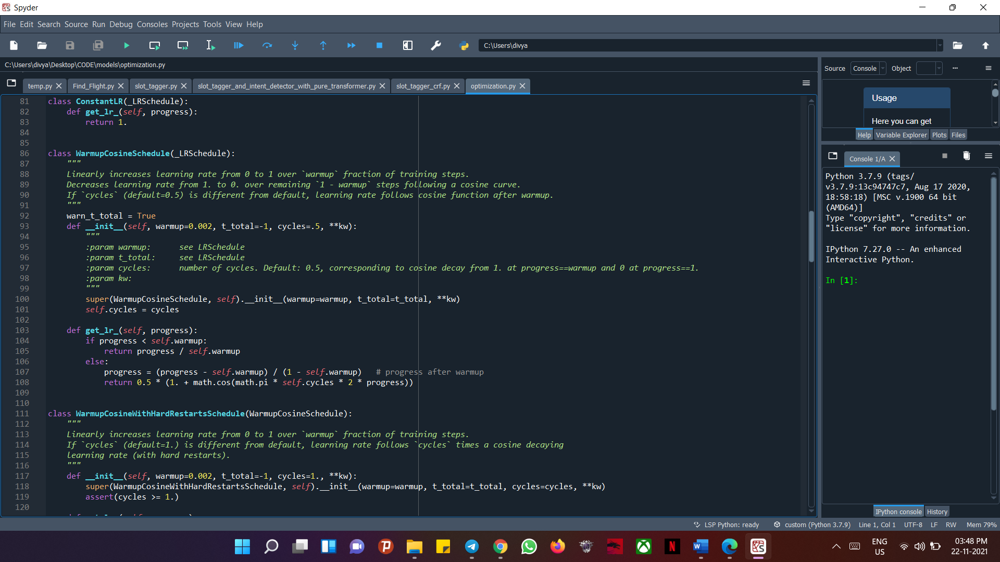 Spyder
File Edit Search Source Run Debug Consoles Projects Tools View Help
C:\Users\divya
C:\Users\divya\Desktop\CODE\models\optimization.py
temp.py Find_Flight.py slot_tagger.py slot_tagger_and_intent_detector_with_pure_transformer.py slot_tagger_crf.py optimization.py
81 class ConstantLR(_LRSchedule):
82     def get_lr_(self, progress):
83         return 1.
84
85
86 class WarmupCosineSchedule(_LRSchedule):
87     """
88     Linearly increases learning rate from 0 to 1 over `warmup` fraction of training steps.
89     Decreases learning rate from 1. to 0. over remaining `1 - warmup` steps following a cosine curve.
90     If `cycles` (default=0.5) is different from default, learning rate follows cosine function after warmup.
91     """
92     warn_t_total = True
93     def __init__(self, warmup=0.002, t_total=-1, cycles=.5, **kw):
94         """
95         :param warmup:      see LRSchedule
96         :param t_total:     see LRSchedule
97         :param cycles:      number of cycles. Default: 0.5, corresponding to cosine decay from 1. at progress==warmup and 0 at progress==1.
98         :param kw:
99         """
100         super(WarmupCosineSchedule, self).__init__(warmup=warmup, t_total=t_total, **kw)
101         self.cycles = cycles
102
103     def get_lr_(self, progress):
104         if progress < self.warmup:
105             return progress / self.warmup
106         else:
107             progress = (progress - self.warmup) / (1 - self.warmup)   # progress after warmup
108             return 0.5 * (1. + math.cos(math.pi * self.cycles * 2 * progress))
109
110
111 class WarmupCosineWithHardRestartsSchedule(WarmupCosineSchedule):
112     """
113     Linearly increases learning rate from 0 to 1 over `warmup` fraction of training steps.
114     If `cycles` (default=1.) is different from default, learning rate follows `cycles` times a cosine decaying
115     learning rate (with hard restarts).
116     """
117     def __init__(self, warmup=0.002, t_total=-1, cycles=1., **kw):
118         super(WarmupCosineWithHardRestartsSchedule, self).__init__(warmup=warmup, t_total=t_total, cycles=cycles, **kw)
119         assert(cycles >= 1.)
120
Source Console Object
Usage
Here you can get
Help Variable Explorer Plots Files
Console 1/A
Python 3.7.9 (tags/
v3.7.9:13c94747c7, Aug 17 2020,
18:58:18) [MSC v.1900 64 bit
(AMD64)]
Type "copyright", "credits" or
"license" for more information.
IPython 7.27.0 -- An enhanced
Interactive Python.
In [1]:
IPython console History
LSP Python: ready custom (Python 3.7.9) Line 1, Col 1 UTF-8 LF RW Mem 79%
ENG
US
03:48 PM
22-11-2021